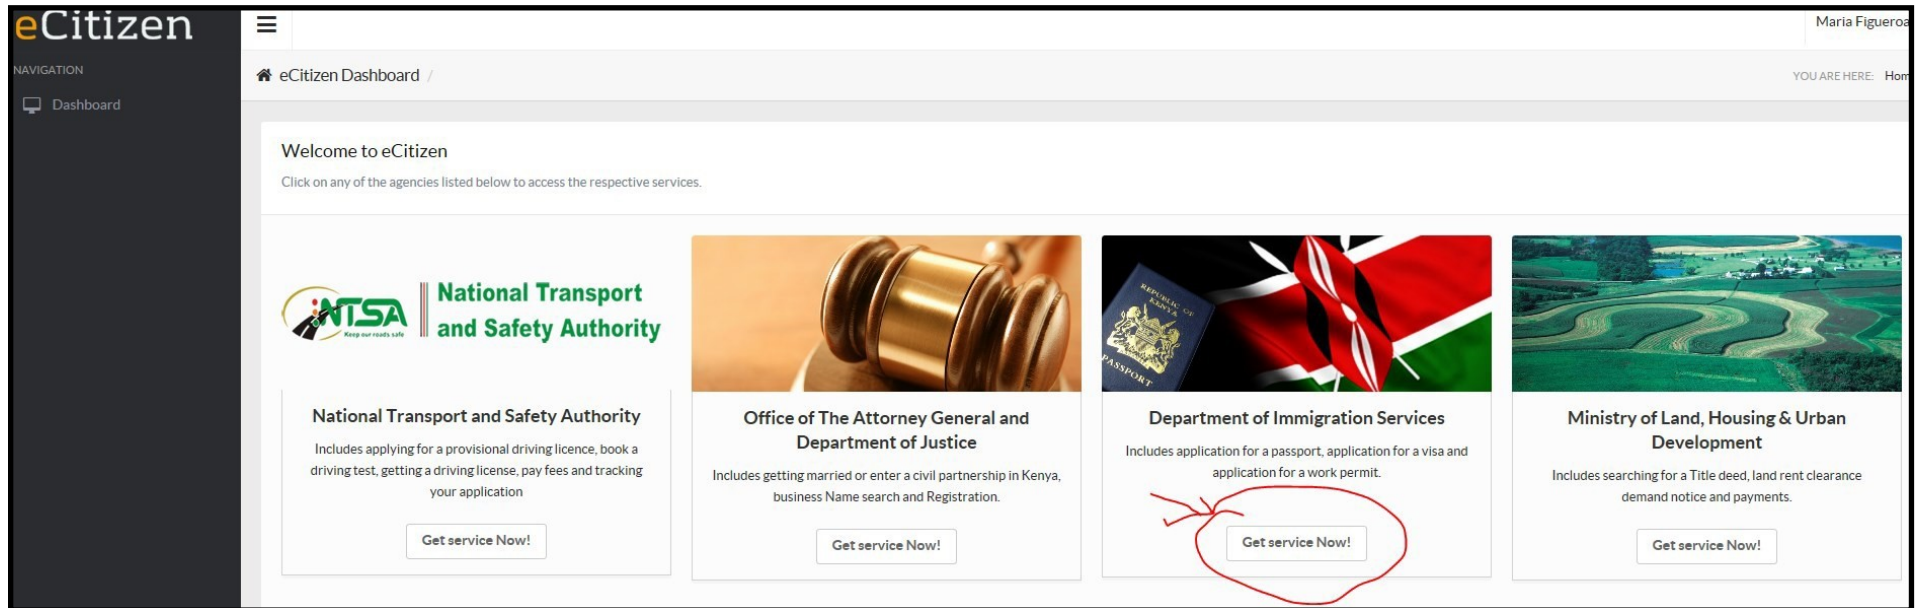 eCitizen
Maria Figueroa
NAVIGATION
eCitizen Dashboard /
YOU ARE HERE: Hom
Dashboard
Welcome to eCitizen
Click on any of the agencies listed below to access the respective services.
NTSA
Keep our roads safe
National Transport
and Safety Authority
REPUBLIC OF
KENYA
PASSPORT
National Transport and Safety Authority
Includes applying for a provisional driving licence, book a
driving test, getting a driving license, pay fees and tracking
your application
Get service Now!
Office of The Attorney General and
Department of Justice
Includes getting married or enter a civil partnership in Kenya,
business Name search and Registration.
Get service Now!
Department of Immigration Services
Includes application for a passport, application for a visa and
application for a work permit.
Get service Now!
Ministry of Land, Housing & Urban
Development
Includes searching for a Title deed, land rent clearance
demand notice and payments.
Get service Now!